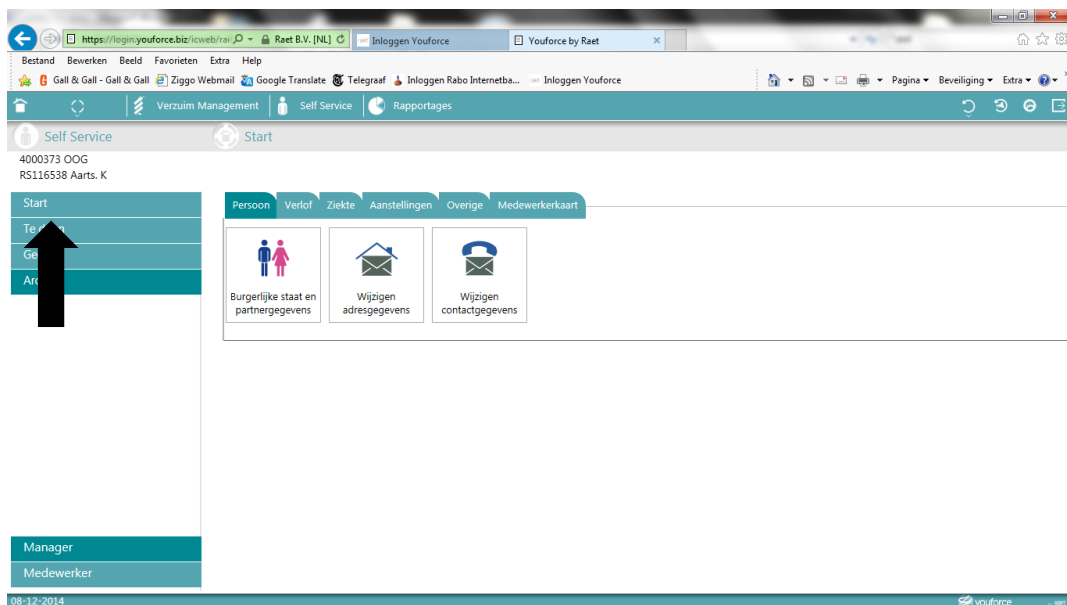 https://login.youforce.biz/icweb/rai
Raet B.V. [NL]
Inloggen Youforce
Youforce by Raet
Bestand Bewerken Beeld Favorieten Extra Help
Gall & Gall - Gall & Gall Ziggo Webmail Google Translate Telegraaf Inloggen Rabo Internetba... Inloggen Youforce Pagina Beveiliging Extra
Verzuim Management Self Service Rapportages
Self Service Start
4000373 OOG
RS116538 Aarts. K
Start
Persoon Verlof Ziekte Aanstellingen Overige Medewerkerkaart
Te
Burgerlijke staat en partnergegevens
Wijzigen adresgegevens
Wijzigen contactgegevens
Manager
Medewerker
08-12-2014 youforce